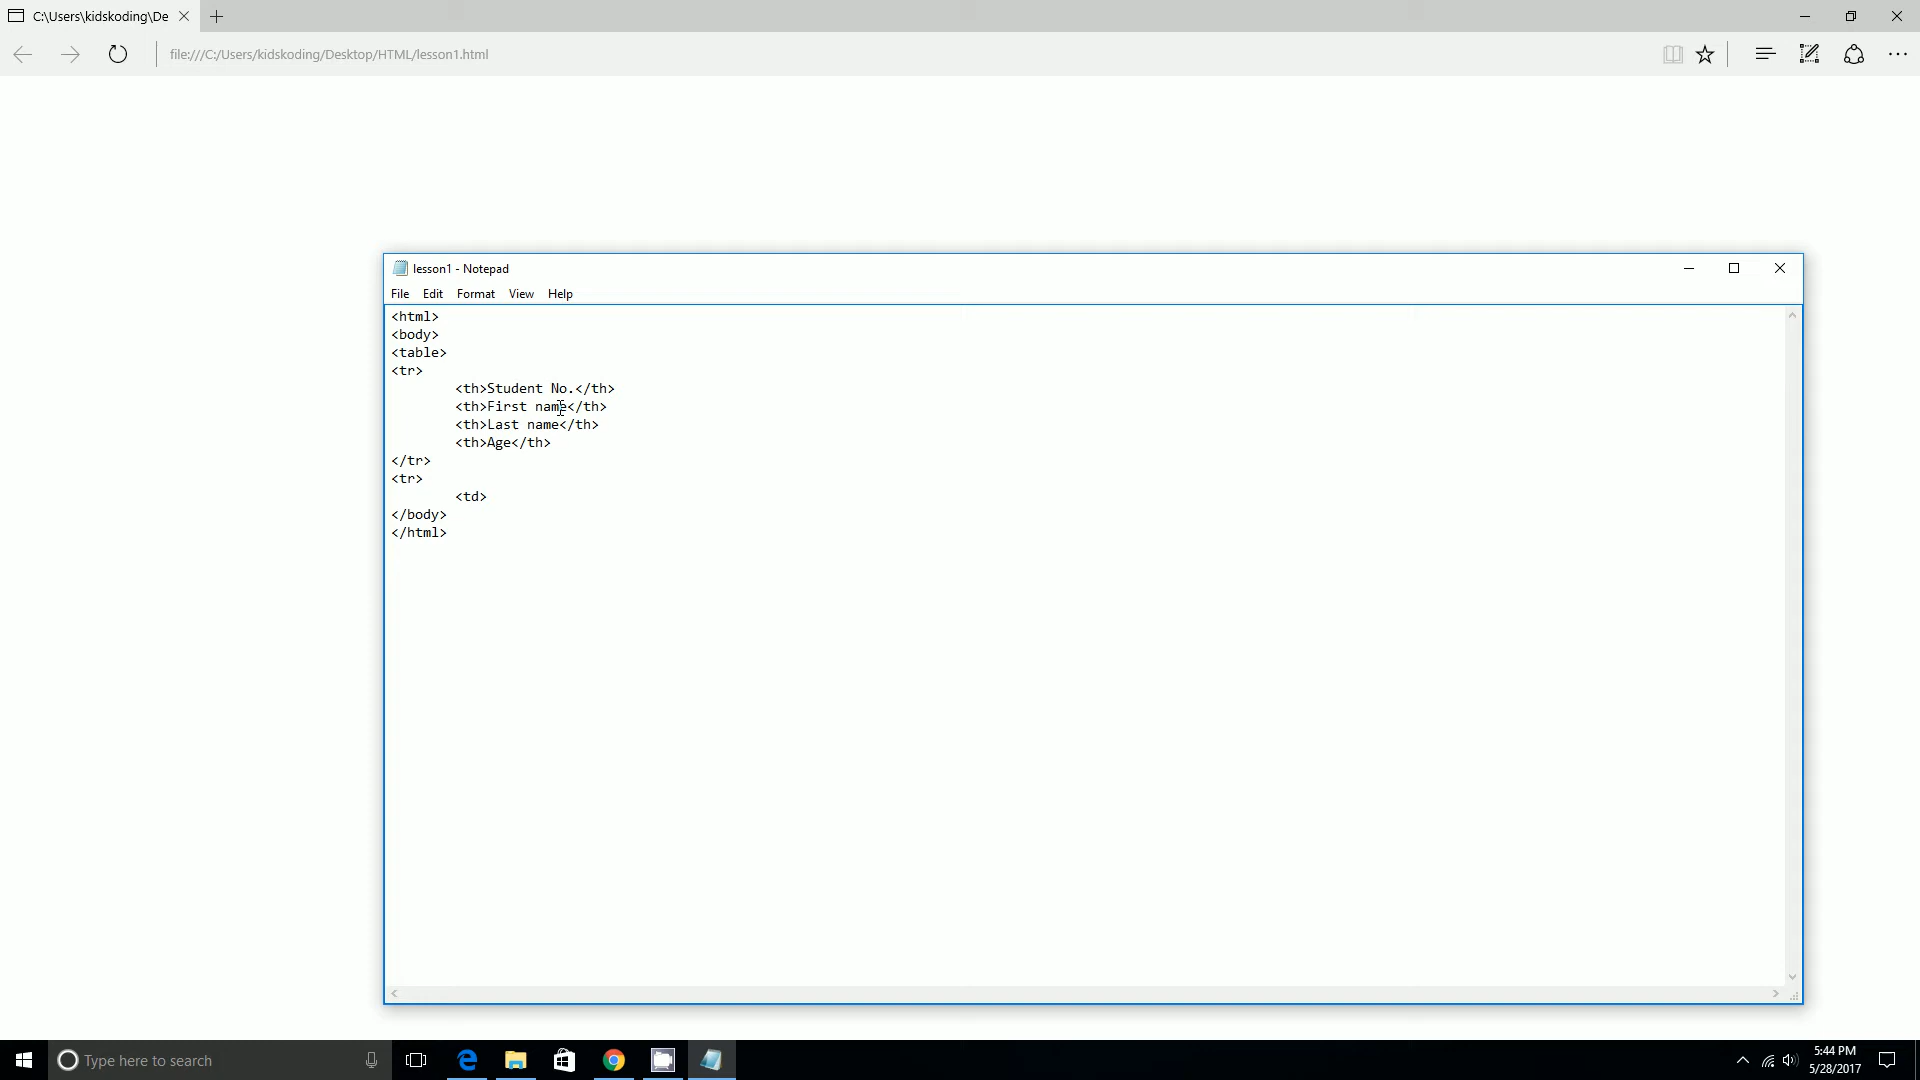 C:\Users\kidskoding\De
file:///C:/Users/kidskoding/Desktop/HTML/lesson1.html
lesson1 - Notepad
File Edit Format View Help
<html>
<body>
<table>
<tr>
<th>Student No.</th>
<th>First name</th>
<th>Last name</th>
<th>Age</th>
</tr>
<tr>
<td>
</body>
</html>
Type here to search
5:44 PM
5/28/2017